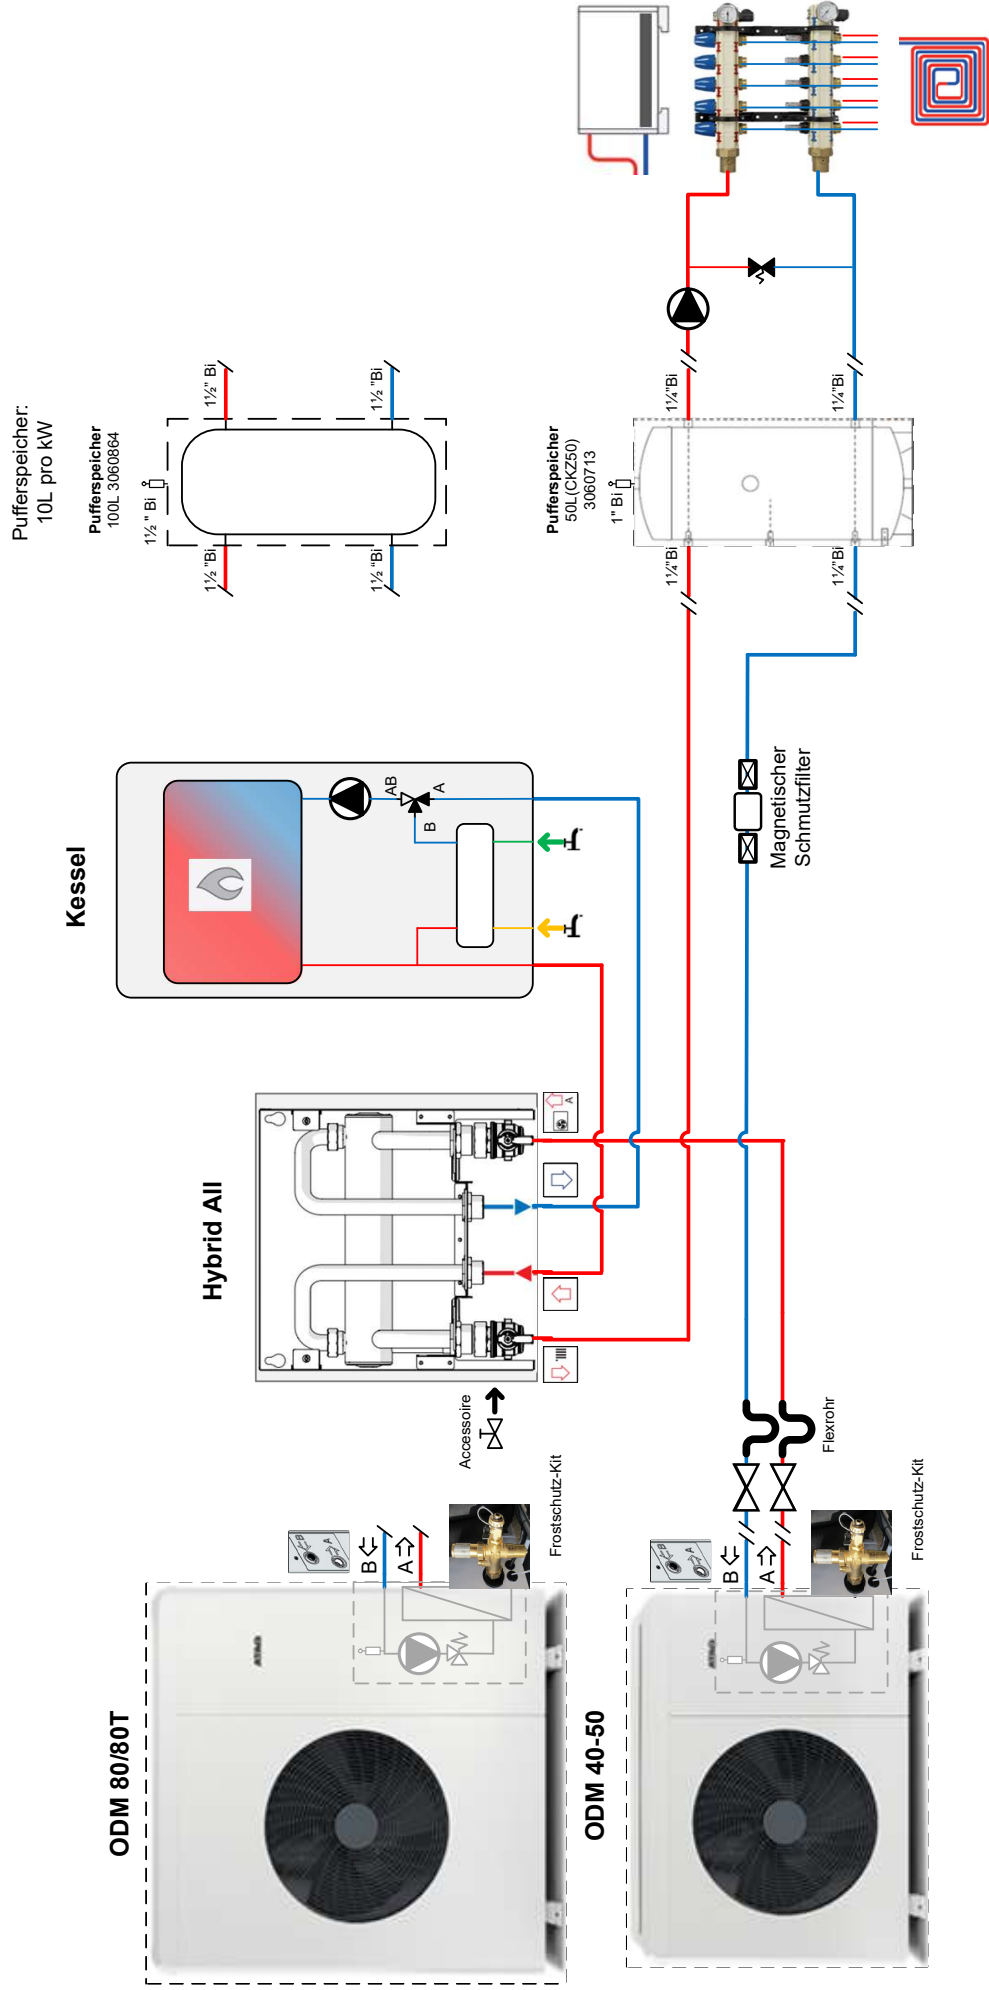 ODM 80/80T
ATAG
B
A
B
A
Frostschutz-Kit
ODM 40-50
ATAG
B
A
B
A
Frostschutz-Kit
Flexrohr
Accessoire
Hybrid All
A
Kessel
AB
A
B
Magnetischer
Schmutzfilter
Pufferspeicher:
10L pro kW
Pufferspeicher
100L 3060864
1½" Bi
1½"Bi
1½"Bi
1½ "Bi
1½ "Bi
Pufferspeicher
50L(CKZ50)
3060713
1" Bi
1¼"Bi
1¼"Bi
1¼"Bi
1¼"Bi